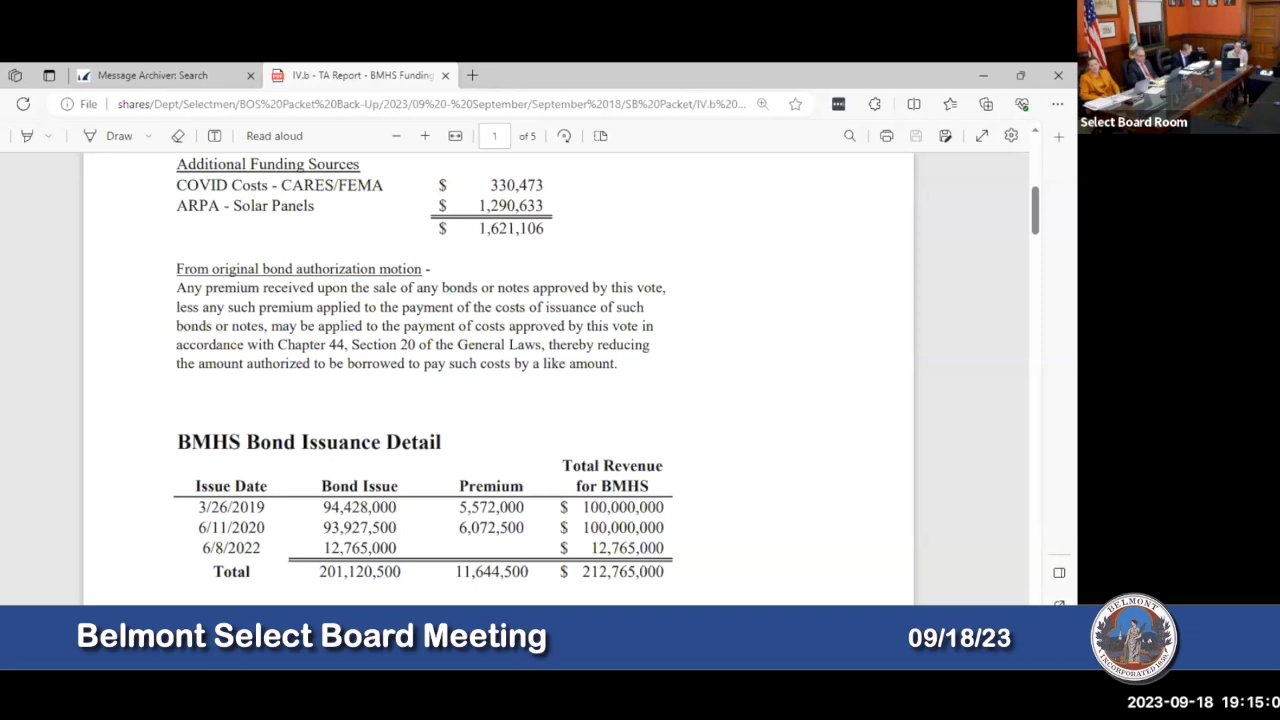 Message Archiver: Search
IV.b - TA Report - BMHS Funding
File
shares/Dept/Selectmen/BOS%20Packet%20Back-Up/2023/09%20-%20September/September%2018/SB%20Packet/IV.b%20...
Draw
Read aloud
1 of 5
Select Board Room
Additional Funding Sources
COVID Costs - CARES/FEMA $ 330,473
ARPA - Solar Panels $ 1,290,633
$ 1,621,106
From original bond authorization motion -
Any premium received upon the sale of any bonds or notes approved by this vote,
less any such premium applied to the payment of the costs of issuance of such
bonds or notes, may be applied to the payment of costs approved by this vote in
accordance with Chapter 44, Section 20 of the General Laws, thereby reducing
the amount authorized to be borrowed to pay such costs by a like amount.
BMHS Bond Issuance Detail
Total Revenue
Issue Date Bond Issue Premium for BMHS
3/26/2019 94,428,000 5,572,000 $ 100,000,000
6/11/2020 93,927,500 6,072,500 $ 100,000,000
6/8/2022 12,765,000 $ 12,765,000
Total 201,120,500 11,644,500 $ 212,765,000
Belmont Select Board Meeting
09/18/23
BELMONT
INCORPORATED 1859
2023-09-18 19:15:0